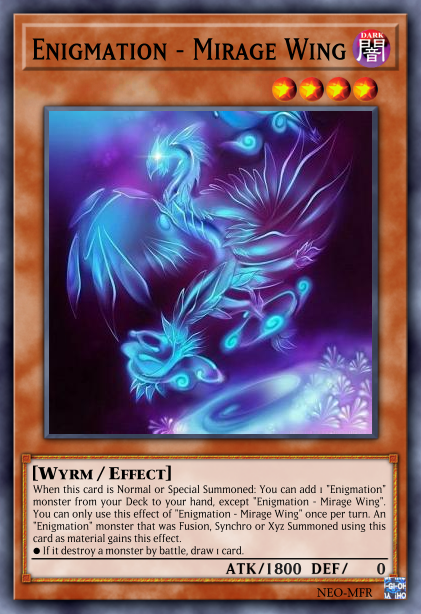 Enigmation - Mirage Wing
DARK
闇
[Wyrm / Effect]
When this card is Normal or Special Summoned: You can add 1 "Enigmation"
monster from your Deck to your hand, except "Enigmation - Mirage Wing".
You can only use this effect of "Enigmation - Mirage Wing" once per turn. An
"Enigmation" monster that was Fusion, Synchro or Xyz Summoned using this
card as material gains this effect.
● If it destroy a monster by battle, draw 1 card.
ATK/1800 DEF/ 0
NEO-MFR